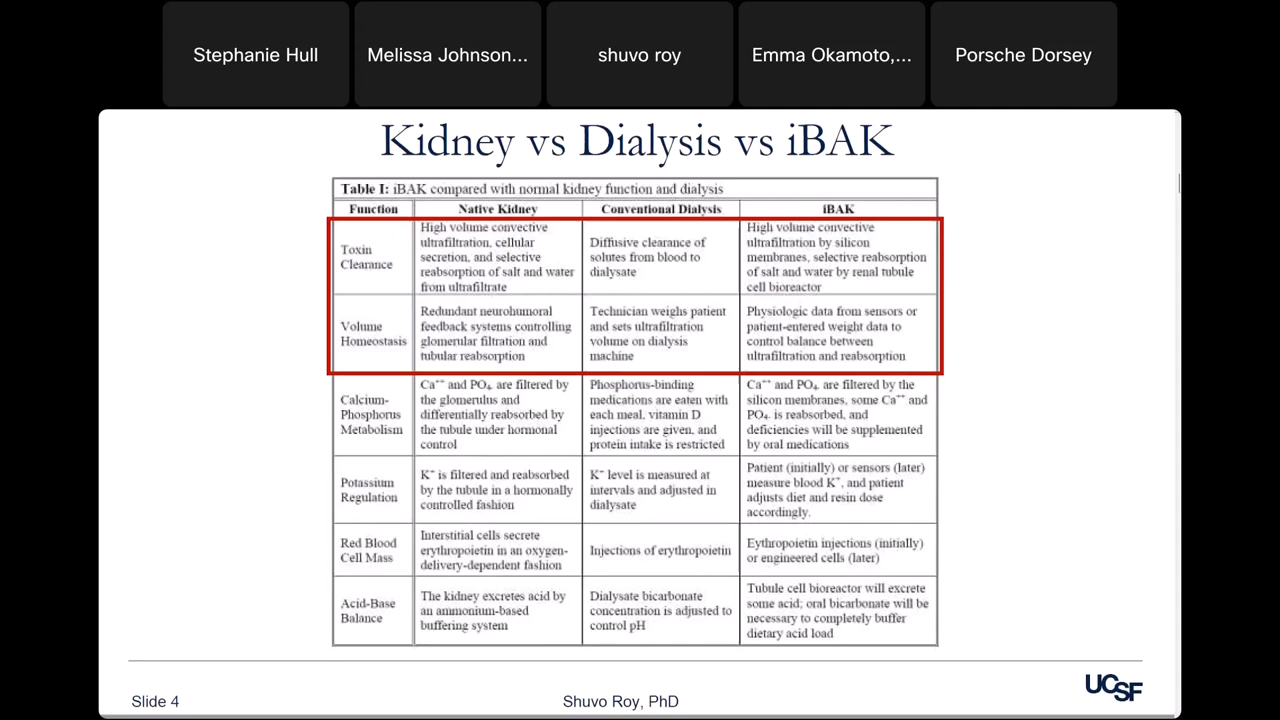 Stephanie Hull
Melissa Johnson...
shuvo roy
Emma Okamoto,...
Porsche Dorsey
Kidney vs Dialysis vs iBAK
Table I: iBAK compared with normal kidney function and dialysis
Function
Native Kidney
Conventional Dialysis
iBAK
Toxin
Clearance
High volume convective
ultrafiltration, cellular
secretion, and selective
reabsorption of salt and water
from ultrafiltrate
Diffusive clearance of
solutes from blood to
dialysate
High volume convective
ultrafiltration by silicon
membranes, selective reabsorption
of salt and water by renal tubule
cell bioreactor
Volume
Homeostasis
Redundant neurohumoral
feedback systems controlling
glomerular filtration and
tubular reabsorption
Technician weighs patient
and sets ultrafiltration
volume on dialysis
machine
Physiologic data from sensors or
patient-entered weight data to
control balance between
ultrafiltration and reabsorption
Calcium-
Phosphorus
Metabolism
Ca⁺⁺ and PO₄ are filtered by
the glomerulus and
differentially reabsorbed by
the tubule under hormonal
control
Phosphorus-binding
medications are eaten with
each meal, vitamin D
injections are given, and
protein intake is restricted
Ca⁺⁺ and PO₄ are filtered by the
silicon membranes, some Ca⁺⁺ and
PO₄ is reabsorbed, and
deficiencies will be supplemented
by oral medications
Potassium
Regulation
K⁺ is filtered and reabsorbed
by the tubule in a hormonally
controlled fashion
K⁺ level is measured at
intervals and adjusted in
dialysate
Patient (initially) or sensors (later)
measure blood K⁺, and patient
adjusts diet and resin dose
accordingly.
Red Blood
Cell Mass
Interstitial cells secrete
erythropoietin in an oxygen-
delivery-dependent fashion
Injections of erythropoietin
Eythropoietin injections (initially)
or engineered cells (later)
Acid-Base
Balance
The kidney excretes acid by
an ammonium-based
buffering system
Dialysate bicarbonate
concentration is adjusted to
control pH
Tubule cell bioreactor will excrete
some acid; oral bicarbonate will be
necessary to completely buffer
dietary acid load
Slide 4
Shuvo Roy, PhD
UCSF